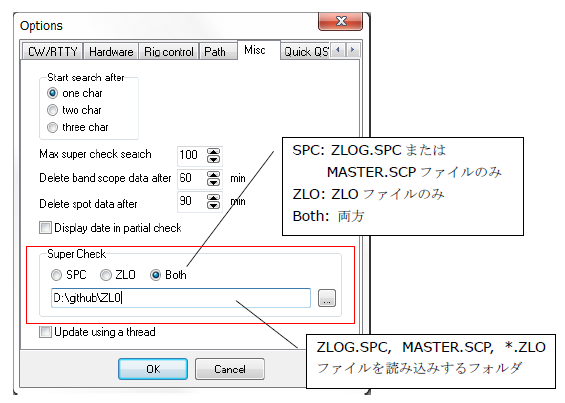 Options
CW/RTTY Hardware Rig control Path Misc Quick QS
Start search after
one char
two char
three char
Max super check search 100
Delete band scope data after 60 min
Delete spot data after 90 min
Display date in partial check
SPC: ZLOG.SPC または
MASTER.SCP ファイルのみ
ZLO: ZLO ファイルのみ
Both: 両方
Super Check
SPC ZLO Both
D:\github\ZLO
...
Update using a thread
OK Cancel
ZLOG.SPC, MASTER.SCP, *.ZLO
ファイルを読み込みするフォルダ